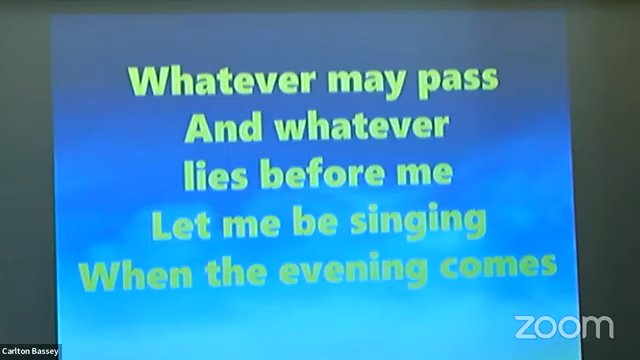 Whatever may pass
And whatever
lies before me
Let me be singing
When the evening comes
zoom
Carlton Bassey